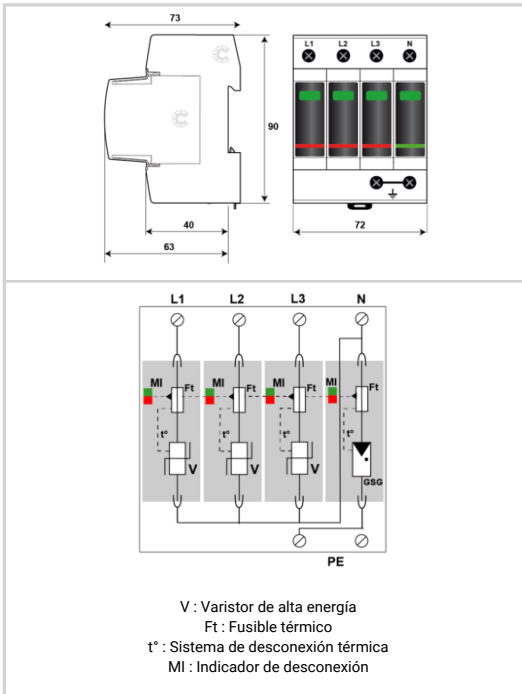 73
L1 L2 L3 N
90
40
63
72
L1 L2 L3 N
MI Ft MI Ft MI Ft MI Ft
t° t° t° t°
V V V GSG
PE
V : Varistor de alta energía
Ft : Fusible térmico
t° : Sistema de desconexión térmica
MI : Indicador de desconexión